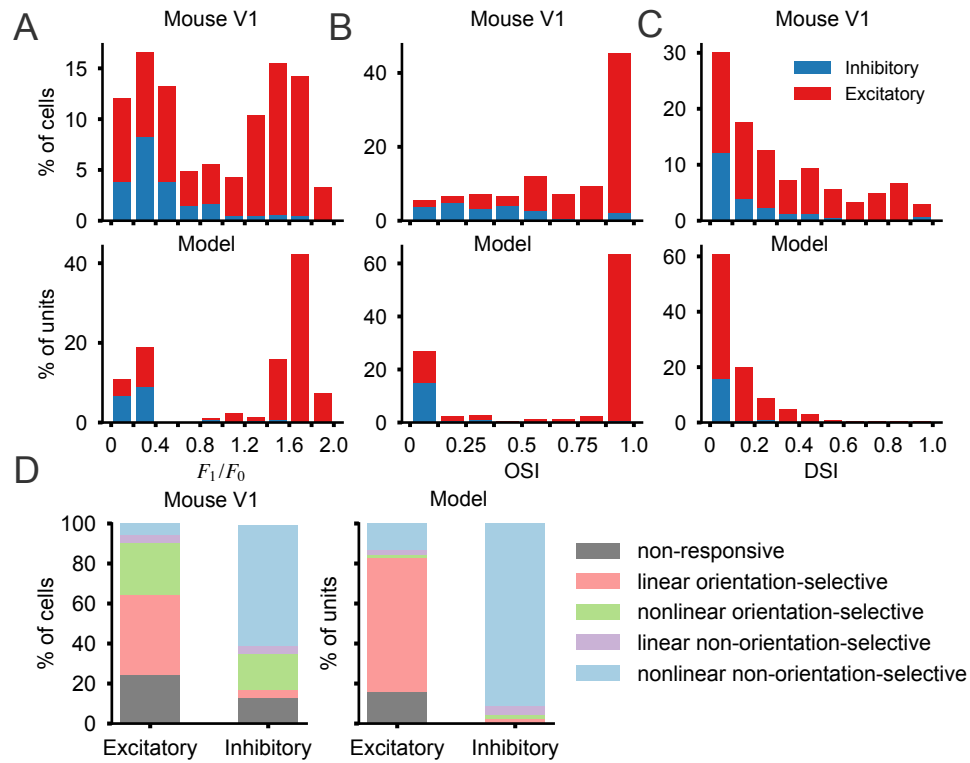 A
Mouse V1
B
Mouse V1
C
Mouse V1
% of cells
15
10
5
0
40
20
0
30
20
10
0
Inhibitory
Excitatory
Model
Model
Model
% of units
40
20
0
60
40
20
0
60
40
20
0
0 0.4 0.8 1.2 1.6 2.0
0 0.25 0.5 0.75 1.0
0 0.2 0.4 0.6 0.8 1.0
F1/F0
OSI
DSI
D
Mouse V1
Model
% of cells
100
80
60
40
20
0
Excitatory Inhibitory
% of units
100
80
60
40
20
0
Excitatory Inhibitory
non-responsive
linear orientation-selective
nonlinear orientation-selective
linear non-orientation-selective
nonlinear non-orientation-selective